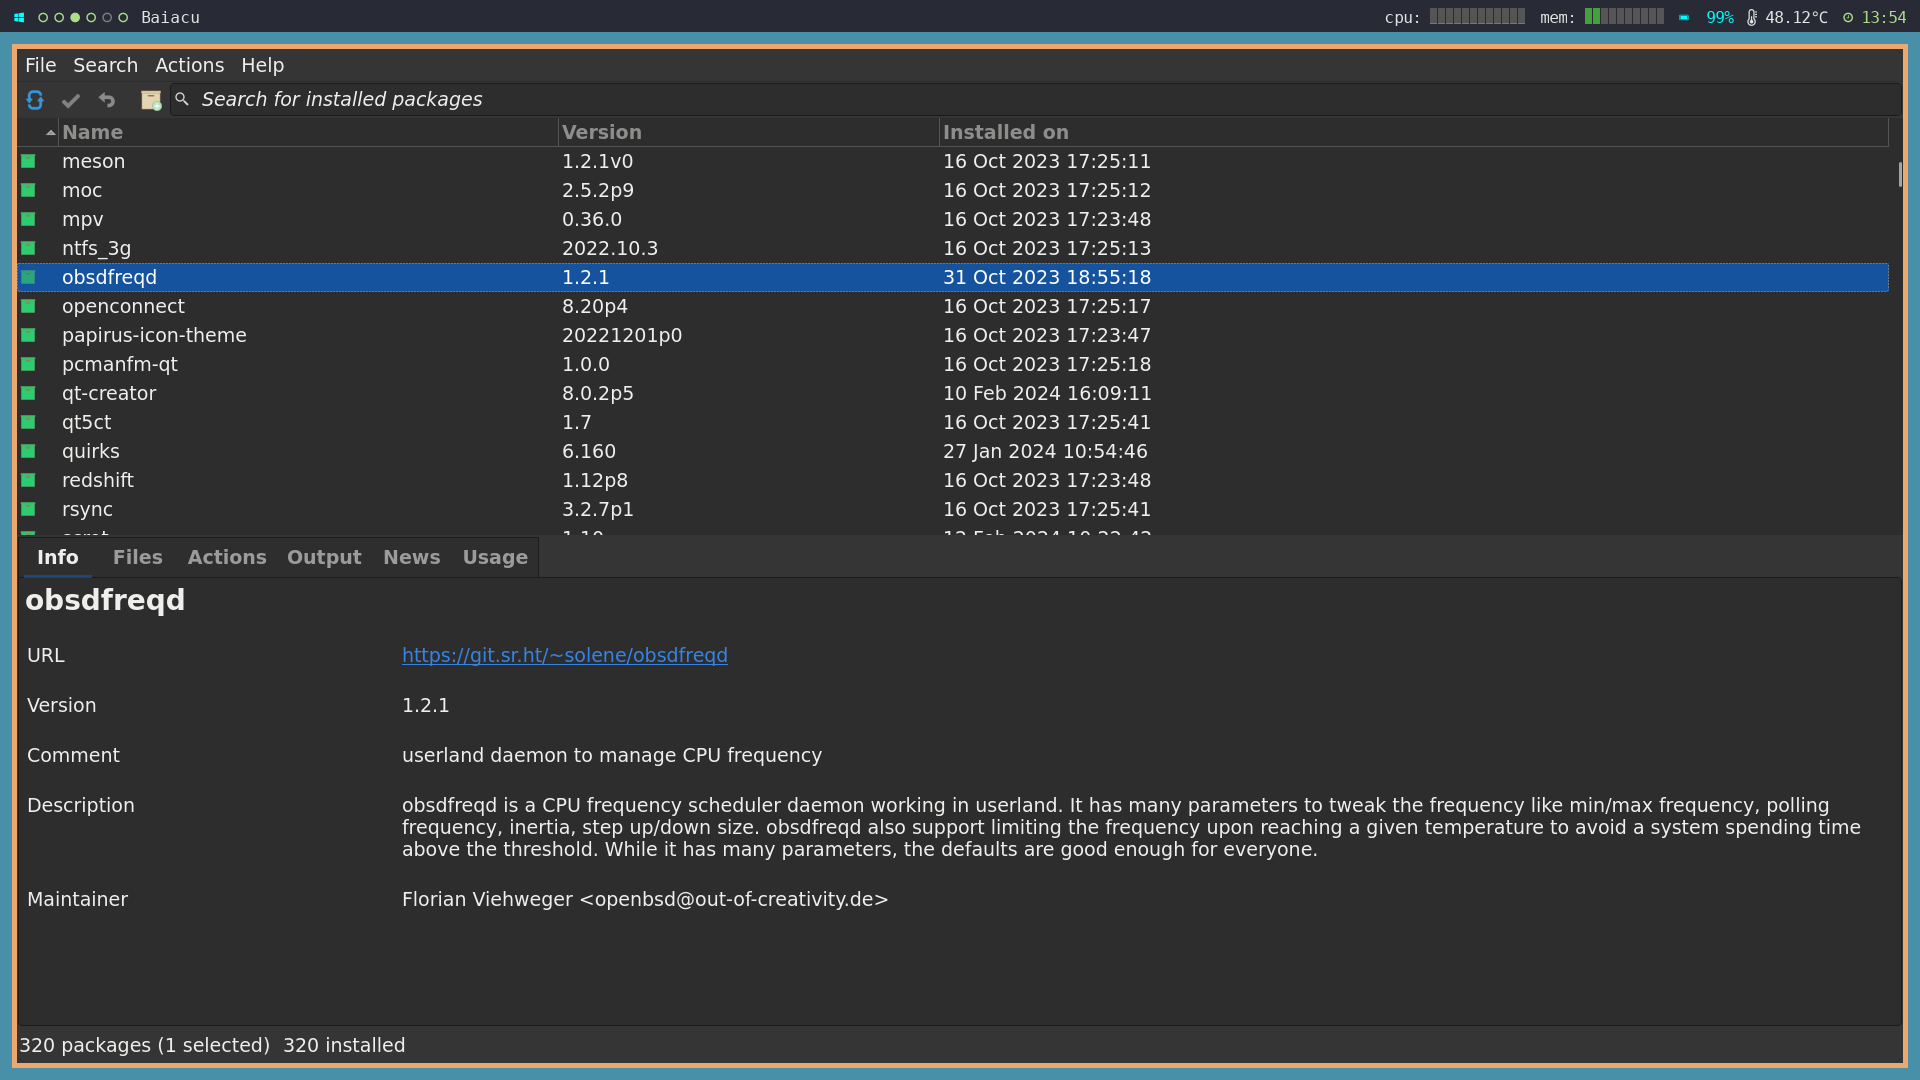 Baiacu cpu: mem: 99% 48.12°C 13:54
File Search Actions Help
Search for installed packages
Name Version Installed on
meson 1.2.1v0 16 Oct 2023 17:25:11
moc 2.5.2p9 16 Oct 2023 17:25:12
mpv 0.36.0 16 Oct 2023 17:23:48
ntfs_3g 2022.10.3 16 Oct 2023 17:25:13
obsdfreqd 1.2.1 31 Oct 2023 18:55:18
openconnect 8.20p4 16 Oct 2023 17:25:17
papirus-icon-theme 20221201p0 16 Oct 2023 17:23:47
pcmanfm-qt 1.0.0 16 Oct 2023 17:25:18
qt-creator 8.0.2p5 10 Feb 2024 16:09:11
qt5ct 1.7 16 Oct 2023 17:25:41
quirks 6.160 27 Jan 2024 10:54:46
redshift 1.12p8 16 Oct 2023 17:23:48
rsync 3.2.7p1 16 Oct 2023 17:25:41
Info Files Actions Output News Usage
obsdfreqd
URL https://git.sr.ht/~solene/obsdfreqd
Version 1.2.1
Comment userland daemon to manage CPU frequency
Description obsdfreqd is a CPU frequency scheduler daemon working in userland. It has many parameters to tweak the frequency like min/max frequency, polling
frequency, inertia, step up/down size. obsdfreqd also support limiting the frequency upon reaching a given temperature to avoid a system spending time
above the threshold. While it has many parameters, the defaults are good enough for everyone.
Maintainer Florian Viehweger <openbsd@out-of-creativity.de>
320 packages (1 selected) 320 installed